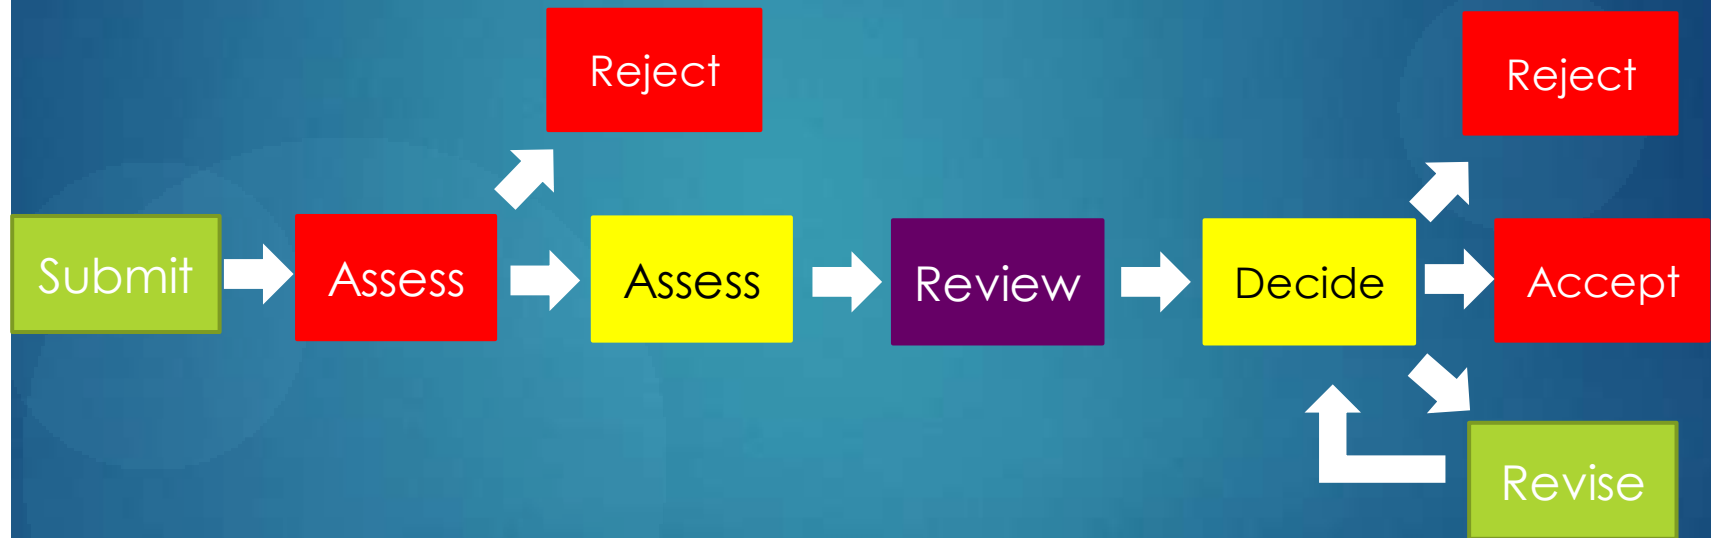 Reject
Reject
Submit
Assess
Assess
Review
Decide
Accept
Revise